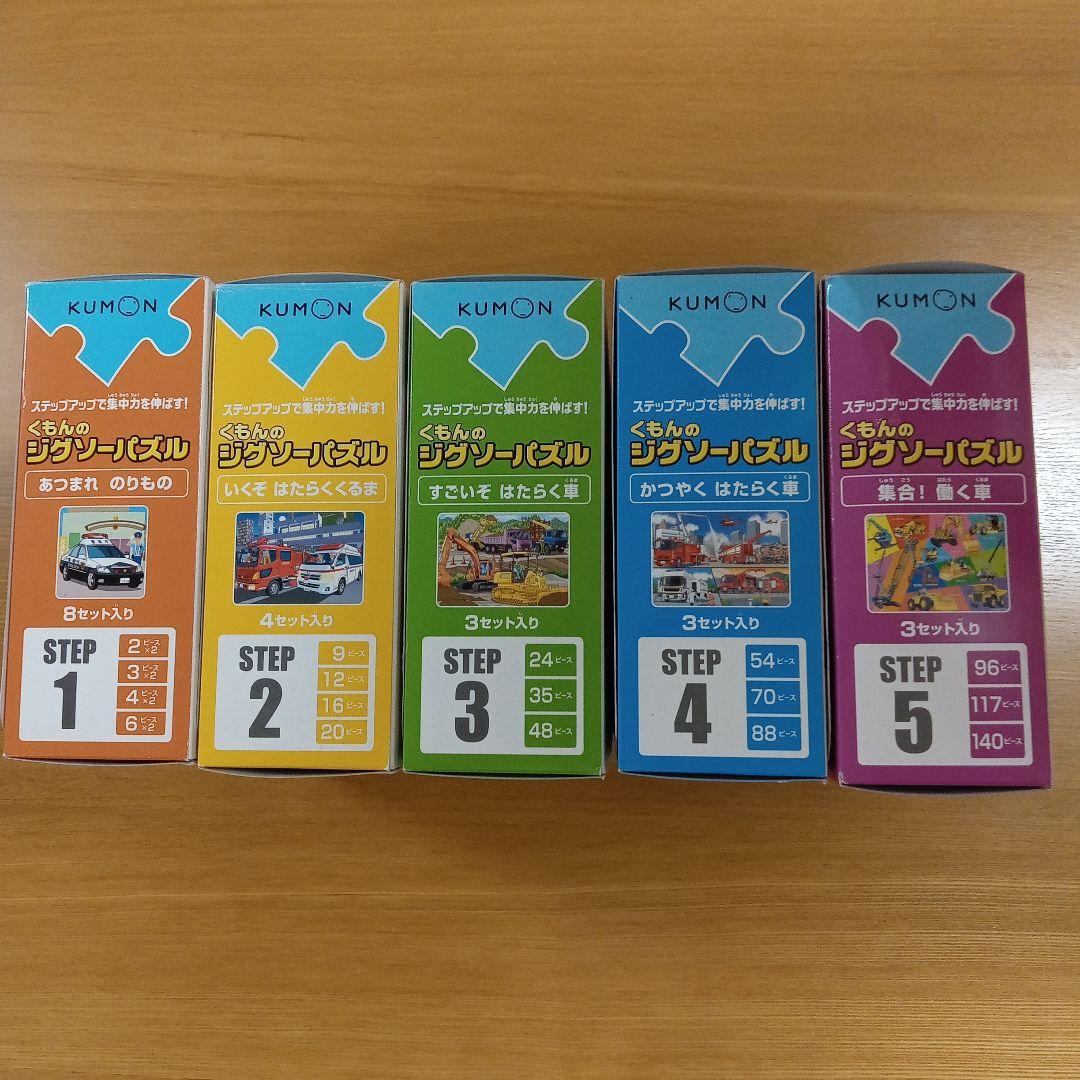 KUMON
ステップアップで集中力を伸ばす!
くもんの
ジグソーパズル
あつまれ のりもの
8セット入り
STEP
1
2ピース×2
3ピース×2
4ピース×2
6ピース×2
KUMON
ステップアップで集中力を伸ばす!
くもんの
ジグソーパズル
いくぞ はたらくくるま
4セット入り
STEP
2
9ピース
12ピース
16ピース
20ピース
KUMON
ステップアップで集中力を伸ばす!
くもんの
ジグソーパズル
すごいぞ はたらく車
3セット入り
STEP
3
24ピース
35ピース
48ピース
KUMON
ステップアップで集中力を伸ばす!
くもんの
ジグソーパズル
かつやく はたらく車
3セット入り
STEP
4
54ピース
70ピース
88ピース
KUMON
ステップアップで集中力を伸ばす!
くもんの
ジグソーパズル
集合! 働く車
3セット入り
STEP
5
96ピース
117ピース
140ピース